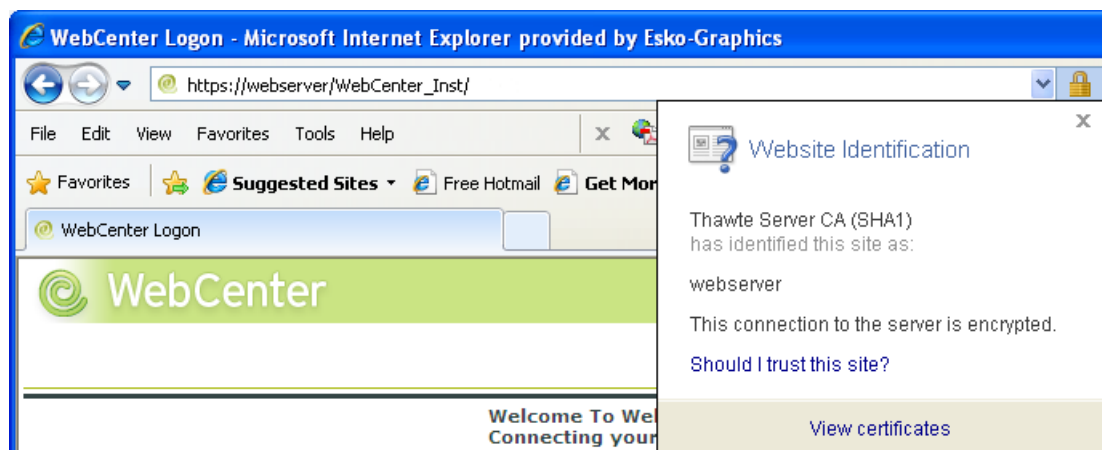 WebCenter Logon - Microsoft Internet Explorer provided by Esko-Graphics
https://webserver/WebCenter_Inst/
File Edit View Favorites Tools Help
Favorites Suggested Sites Free Hotmail Get Mor
WebCenter Logon
WebCenter
Welcome To Wel
Connecting your
Website Identification
Thawte Server CA (SHA1)
has identified this site as:
webserver
This connection to the server is encrypted.
Should I trust this site?
View certificates